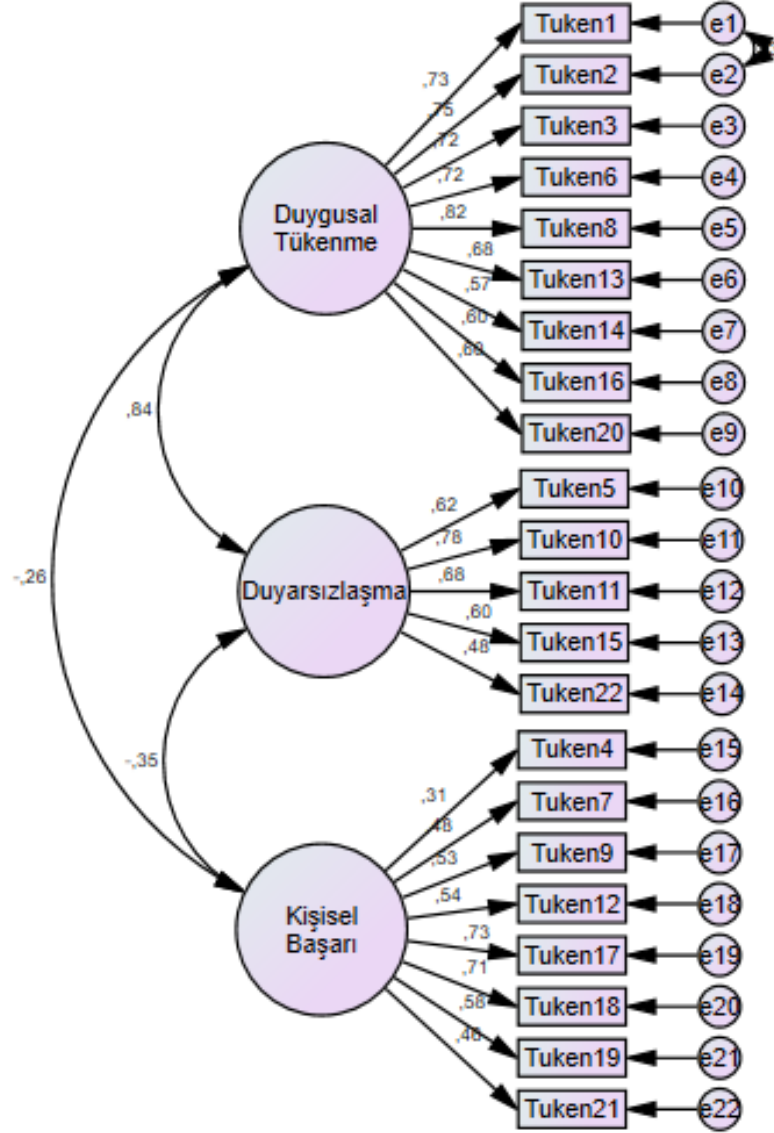 Tuken1
e1
Tuken2
e2
Tuken3
e3
Tuken6
e4
Tuken8
e5
Tuken13
e6
Tuken14
e7
Tuken16
e8
Tuken20
e9
,73
,75
,72
,72
,82
,68
,57
,60
,69
Duygusal
Tükenme
,84
-,26
Tuken5
e10
Tuken10
e11
Tuken11
e12
Tuken15
e13
Tuken22
e14
,62
,78
,68
,60
,48
Duyarsızlaşma
-,35
Tuken4
e15
Tuken7
e16
Tuken9
e17
Tuken12
e18
Tuken17
e19
Tuken18
e20
Tuken19
e21
Tuken21
e22
,31
,48
,53
,54
,73
,71
,58
,46
Kişisel
Başarı